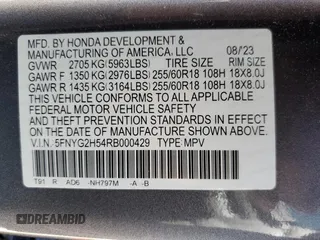 MFD. BY HONDA DEVELOPMENT &
MANUFACTURING OF AMERICA. LLC 08/23
GVWR 2705 KG(5963LBS) TIRE SIZE RIM SIZE
GAWR F 1350 KG(2976LBS) 255/60R18 108H 18X8.0J
GAWR R 1435 KG(3164LBS) 255/60R18 108H 18X8.0J
THIS VEHICLE CONFORMS TO ALL APPLICABLE
FEDERAL MOTOR VEHICLE SAFETY
AND THEFT PREVENTION STANDARDS IN EFFECT ON
THE DATE OF MANUFACTURE SHOWN ABOVE.
V.I.N.:5FNYG2H54RB000429 TYPE MPV
T91 R AD6 -NH797M -A -B
DREAMBID